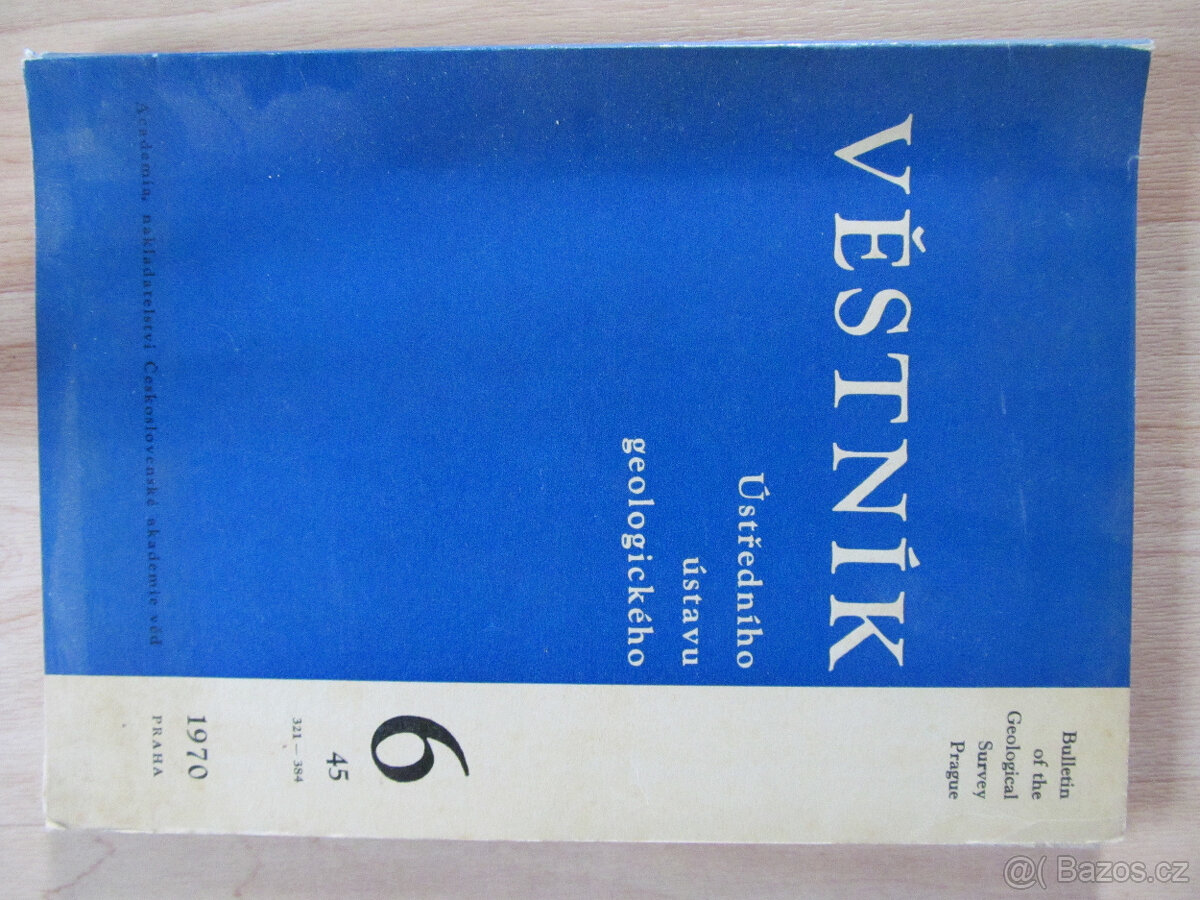 VĚSTNÍK
Ústředního
ústavu
geologického
Bulletin
of the
Geological
Survey
Prague
6
45
321—384
1970
PRAHA
Academia, nakladatelství Československé akademie věd
@( Bazos.cz